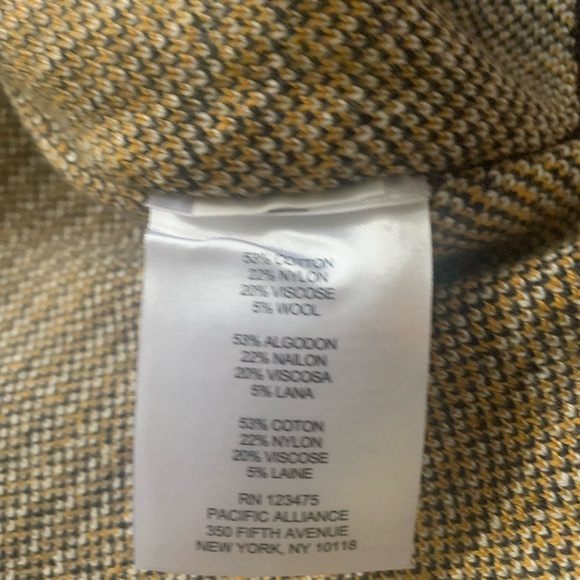 53% COTTON
22% NYLON
20% VISCOSE
5% WOOL
53% ALGODON
22% NAILON
20% VISCOSA
5% LANA
53% COTON
22% NYLON
20% VISCOSE
5% LAINE
RN 123475
PACIFIC ALLIANCE
350 FIFTH AVENUE
NEW YORK, NY 10118